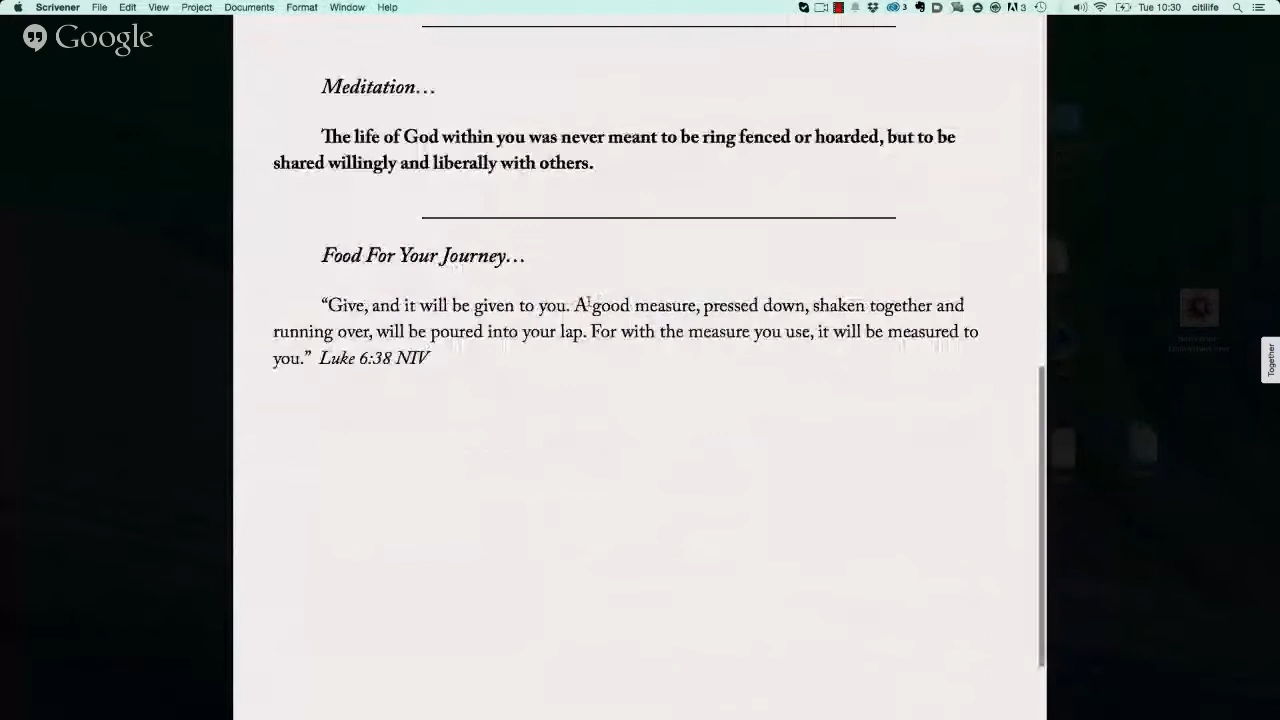 Scrivener File Edit View Project Documents Format Window Help 3 3 Tue 10:30 citilife
Google
Meditation…
The life of God within you was never meant to be ring fenced or hoarded, but to be
shared willingly and liberally with others.
Food For Your Journey…
“Give, and it will be given to you. A good measure, pressed down, shaken together and
running over, will be poured into your lap. For with the measure you use, it will be measured to
you.” Luke 6:38 NIV
Together